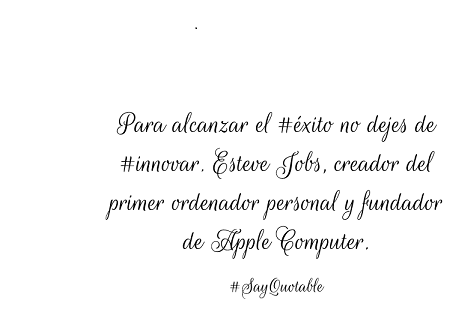 .
Para alcanzar el #éxito no dejes de
#innovar. Esteve Jobs, creador del
primer ordenador personal y fundador
de Apple Computer.
#SayQuotable